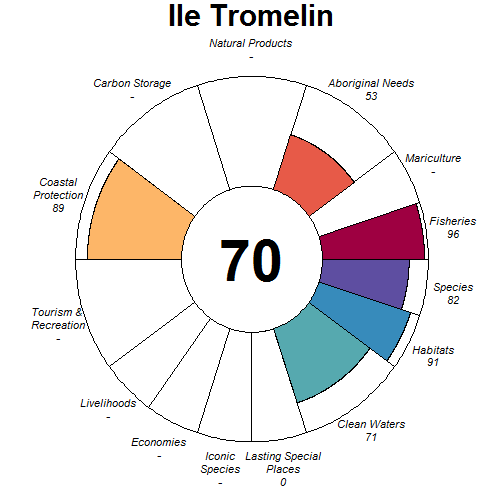 Ile Tromelin
Natural Products
-
Carbon Storage
-
Aboriginal Needs
53
Mariculture
-
Coastal
Protection
89
Fisheries
96
70
Species
82
Tourism &
Recreation
-
Habitats
91
Livelihoods
-
Clean Waters
71
Economies
-
Iconic
Species
-
Lasting Special
Places
0